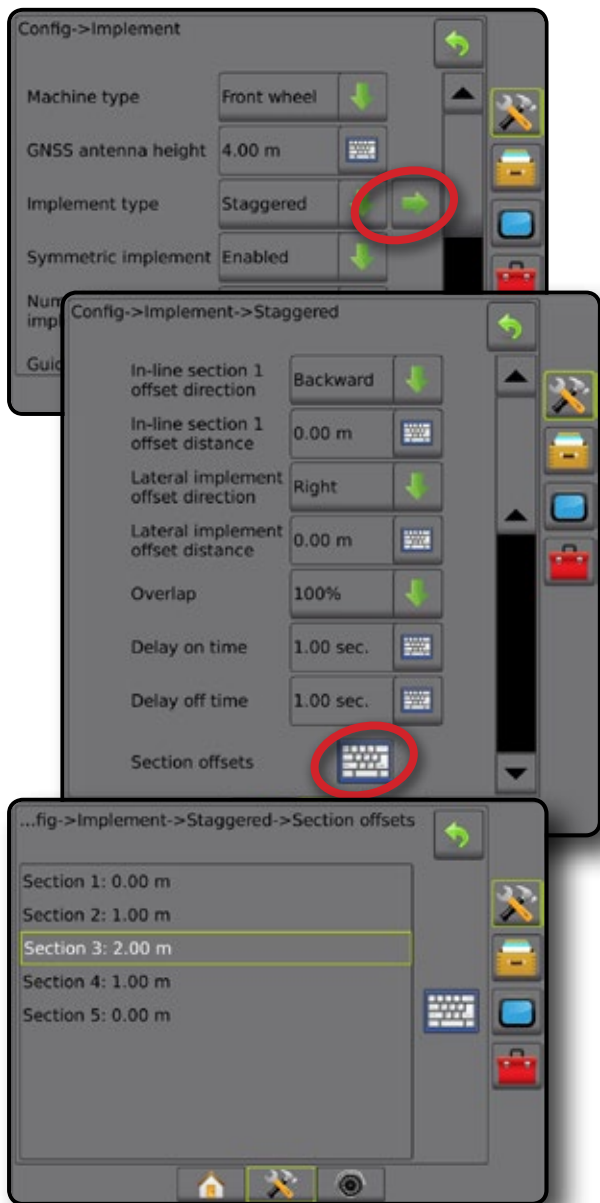 Config->Implement
Machine type Front wheel
GNSS antenna height 4.00 m
Implement type Staggered
Symmetric implement Enabled
Num
impl
Guid
Config->Implement->Staggered
In-line section 1
offset direction
Backward
In-line section 1
offset distance
0.00 m
Lateral implement
offset direction
Right
Lateral implement
offset distance
0.00 m
Overlap 100%
Delay on time 1.00 sec.
Delay off time 1.00 sec.
Section offsets
...fig->Implement->Staggered->Section offsets
Section 1: 0.00 m
Section 2: 1.00 m
Section 3: 2.00 m
Section 4: 1.00 m
Section 5: 0.00 m